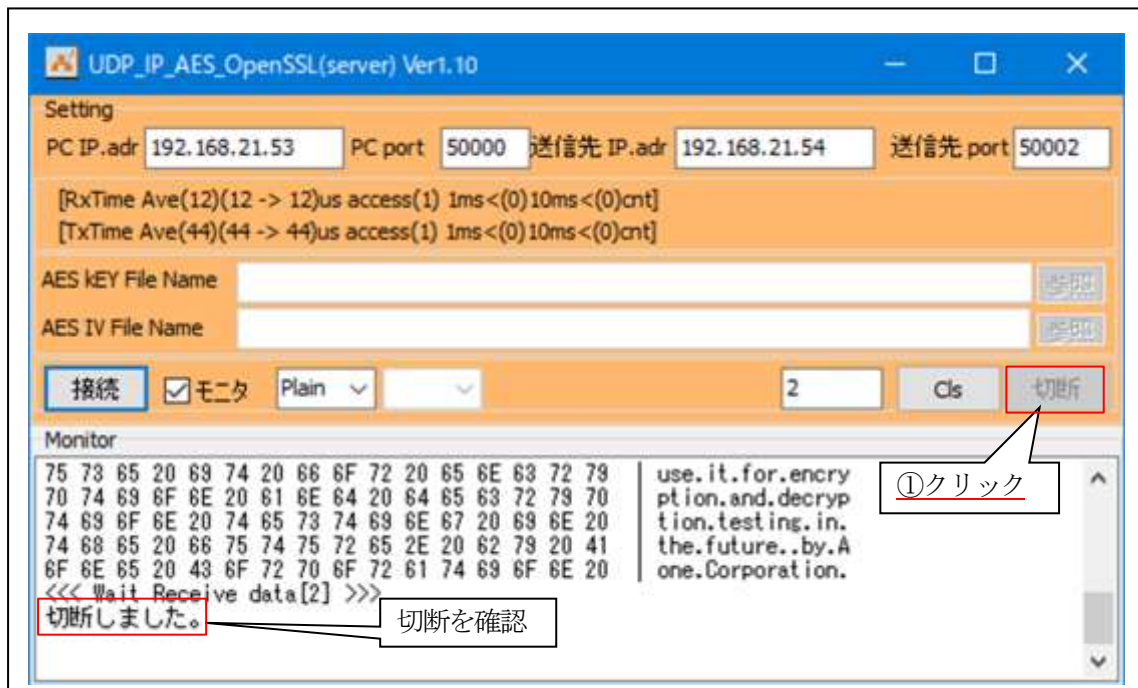 UDP_IP_AES_OpenSSL(server) Ver1.10
Setting
PC IP.adr 192.168.21.53 PC port 50000 送信先 IP.adr 192.168.21.54 送信先 port 50002
[RxTime Ave(12)(12 -> 12)us access(1) 1ms<(0)10ms<(0)cnt]
[TxTime Ave(44)(44 -> 44)us access(1) 1ms<(0)10ms<(0)cnt]
AES kEY File Name 参照
AES IV File Name 参照
接続 モニタ Plain 2 Cls 切断
Monitor
75 73 65 20 69 74 20 66 6F 72 20 65 6E 63 72 79 | use.it.for.encry
70 74 69 6F 6E 20 61 6E 64 20 64 65 63 72 79 70 | ption.and.decryp
74 69 6F 6E 20 74 65 73 74 69 6E 67 20 69 6E 20 | tion.testing.in.
74 68 65 20 66 75 74 75 72 65 2E 20 62 79 20 41 | the.future..by.A
6F 6E 65 20 43 6F 72 70 6F 72 61 74 69 6F 6E 20 | one.Corporation.
①クリック
<<< Wait Receive data[2] >>>
切断しました。
切断を確認